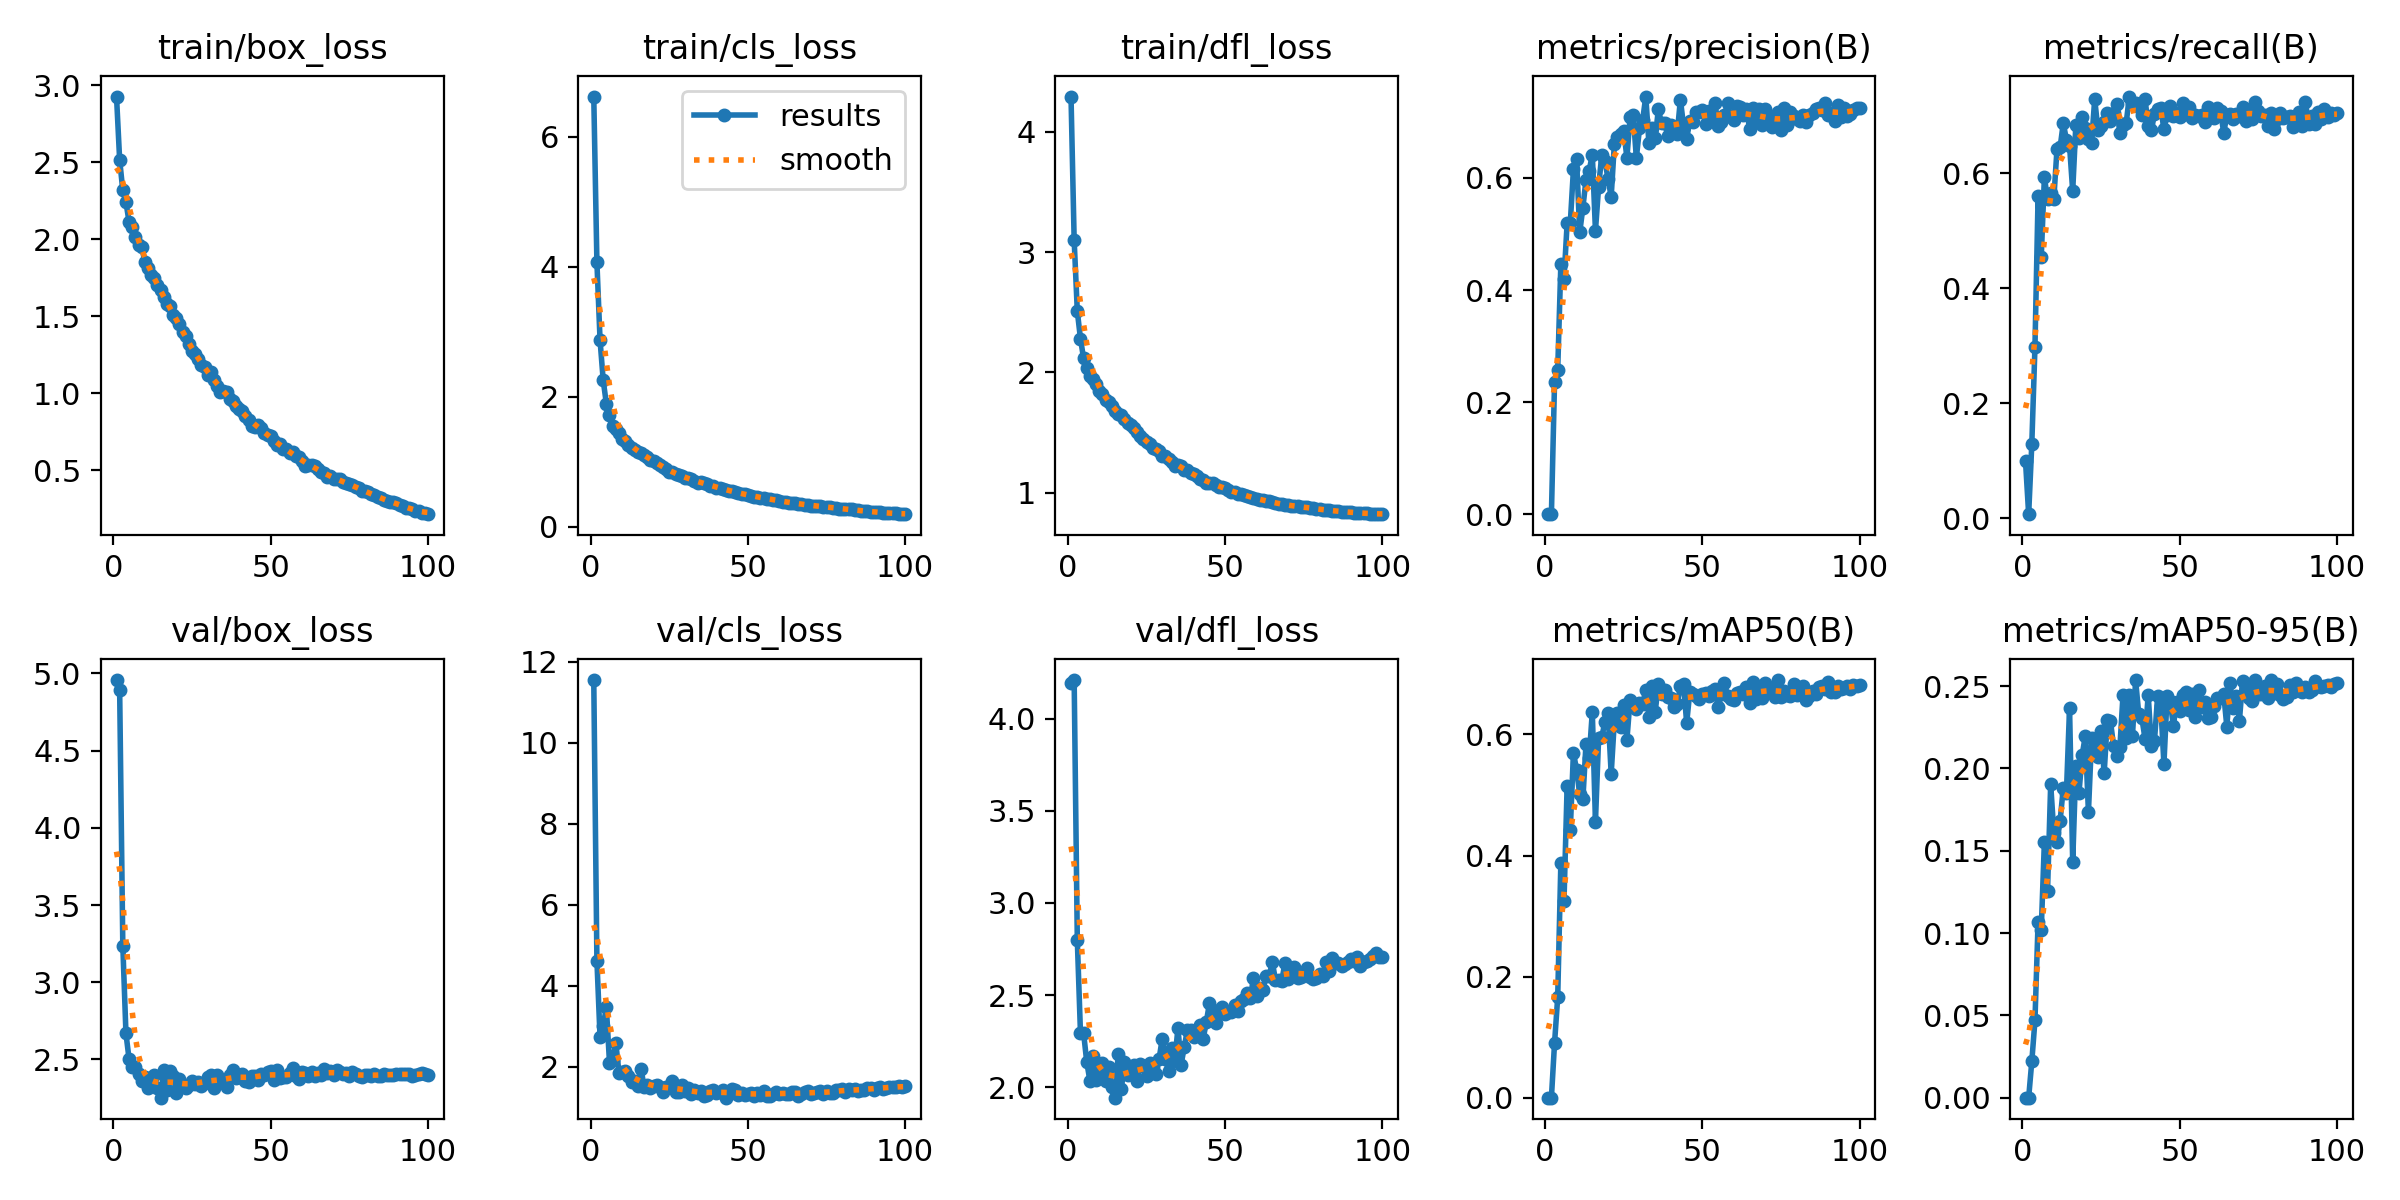 train/box_loss
3.0
2.5
2.0
1.5
1.0
0.5
0 50 100
train/cls_loss
results
smooth
6
4
2
0
0 50 100
train/dfl_loss
4
3
2
1
0 50 100
metrics/precision(B)
0.6
0.4
0.2
0.0
0 50 100
metrics/recall(B)
0.6
0.4
0.2
0.0
0 50 100
val/box_loss
5.0
4.5
4.0
3.5
3.0
2.5
0 50 100
val/cls_loss
12
10
8
6
4
2
0 50 100
val/dfl_loss
4.0
3.5
3.0
2.5
2.0
0 50 100
metrics/mAP50(B)
0.6
0.4
0.2
0.0
0 50 100
metrics/mAP50-95(B)
0.25
0.20
0.15
0.10
0.05
0.00
0 50 100